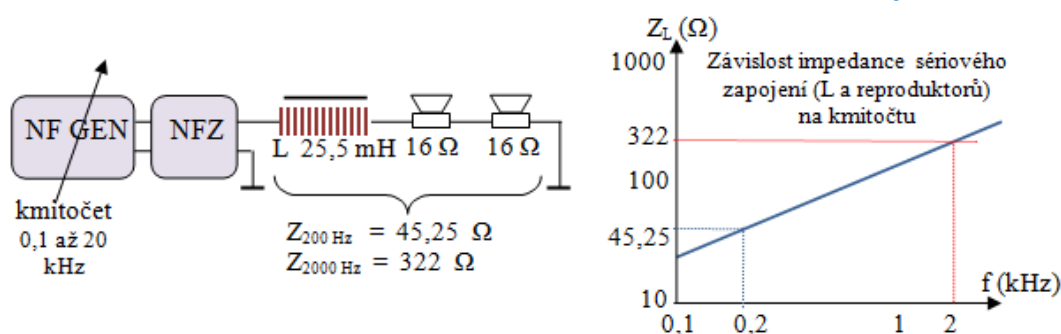 NF GEN
NFZ
L 25,5 mH 16 Ω 16 Ω
kmitočet
0,1 až 20
kHz
Z200 Hz = 45,25 Ω
Z2000 Hz = 322 Ω
ZL (Ω)
Závislost impedance sériového
zapojení (L a reproduktorů)
na kmitočtu
1000
322
100
45,25
10
f (kHz)
0,1 0,2 1 2